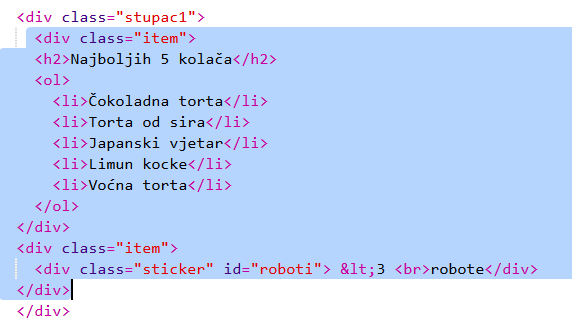 <div class="stupac1">
<div class="item">
<h2>Najboljih 5 kolača</h2>
<ol>
<li>Čokoladna torta</li>
<li>Torta od sira</li>
<li>Japanski vjetar</li>
<li>Limun kocke</li>
<li>Voćna torta</li>
</ol>
</div>
<div class="item">
<div class="sticker" id="roboti"> &lt;3 <br>robote</div>
</div>
</div>